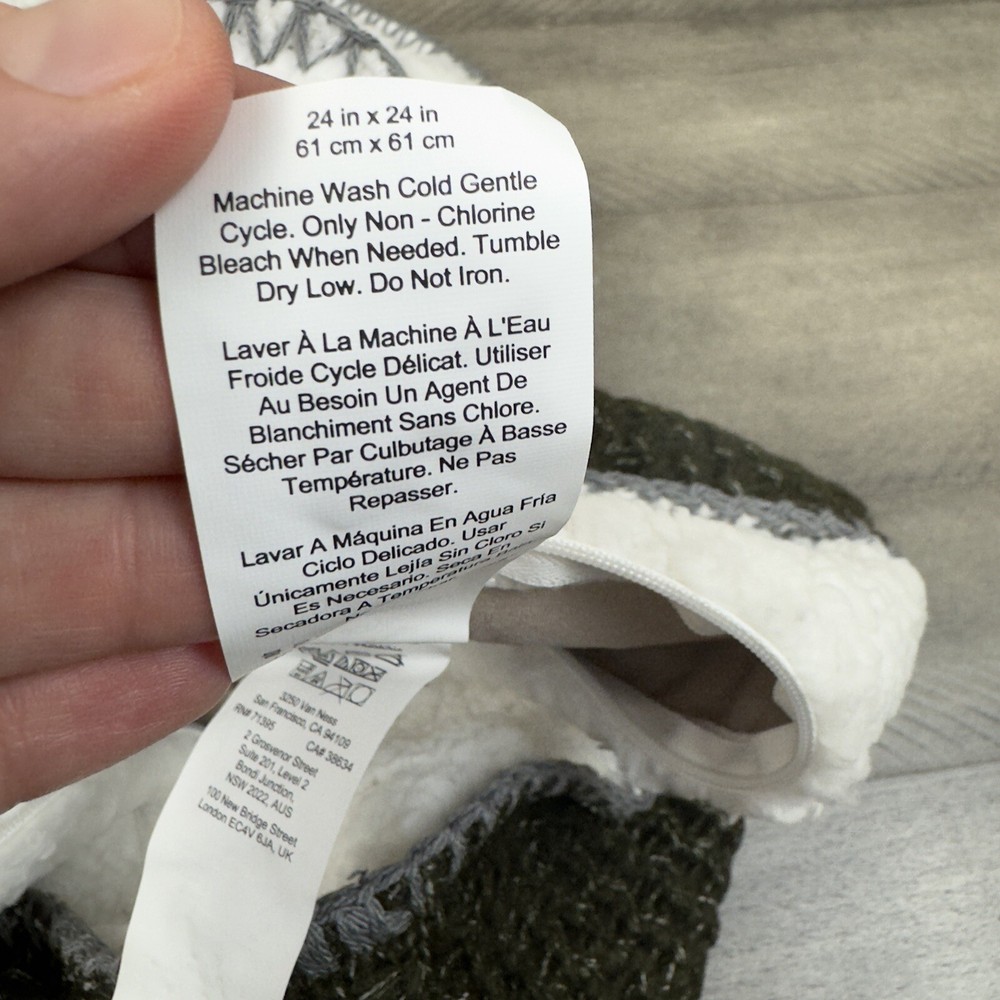 24 in x 24 in
61 cm x 61 cm
Machine Wash Cold Gentle
Cycle. Only Non - Chlorine
Bleach When Needed. Tumble
Dry Low. Do Not Iron.
Laver À La Machine À L'Eau
Froide Cycle Délicat. Utiliser
Au Besoin Un Agent De
Blanchiment Sans Chlore.
Sécher Par Culbutage À Basse
Température. Ne Pas
Repasser.
Lavar A Máquina En Agua Fría
Ciclo Delicado. Usar
Únicamente Lejía Sin Cloro Si
Es Necesario. Seca En
Secadora A Temperatura
3250 Van Ness
San Francisco, CA 94109
RN# 71395 CA# 38634
2 Grosvenor Street
Suite 201, Level 2
Bondi Junction,
NSW 2022, AUS
100 New Bridge Street
London EC4V 6JA, UK